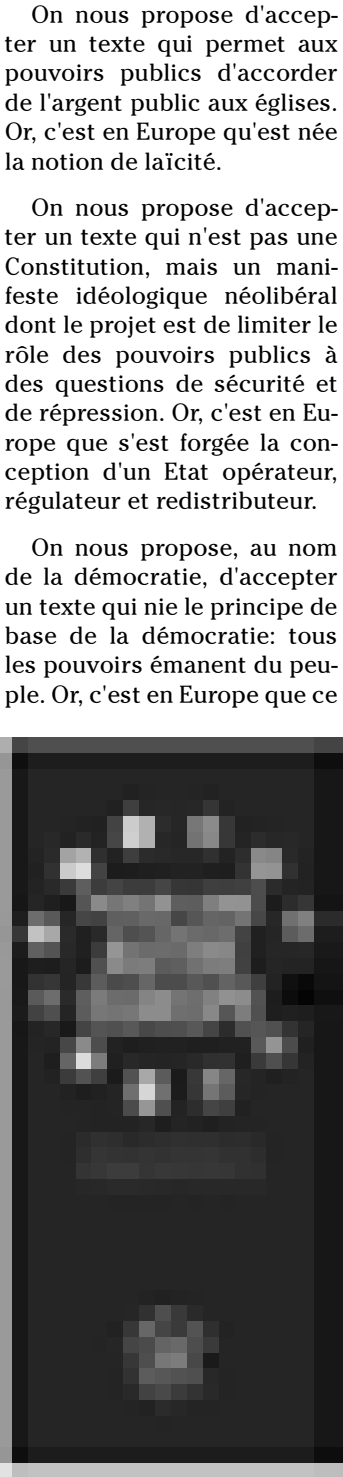 On nous propose d'accep-
ter un texte qui permet aux
pouvoirs publics d'accorder
de l'argent public aux églises.
Or, c'est en Europe qu'est née
la notion de laïcité.
On nous propose d'accep-
ter un texte qui n'est pas une
Constitution, mais un mani-
feste idéologique néolibéral
dont le projet est de limiter le
rôle des pouvoirs publics à
des questions de sécurité et
de répression. Or, c'est en Eu-
rope que s'est forgée la con-
ception d'un Etat opérateur,
régulateur et redistributeur.
On nous propose, au nom
de la démocratie, d'accepter
un texte qui nie le principe de
base de la démocratie: tous
les pouvoirs émanent du peu-
ple. Or, c'est en Europe que ce